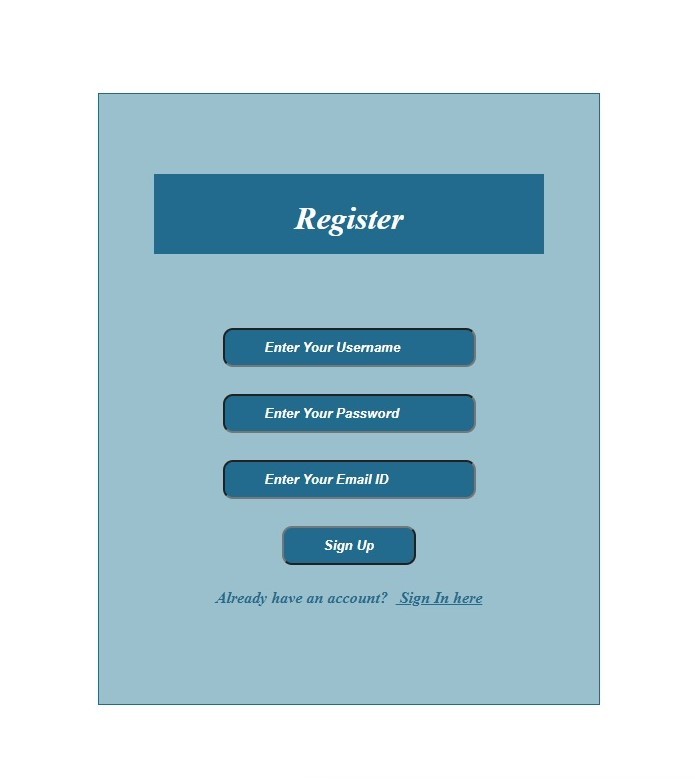 Register
Enter Your Username
Enter Your Password
Enter Your Email ID
Sign Up
Already have an account? Sign In here